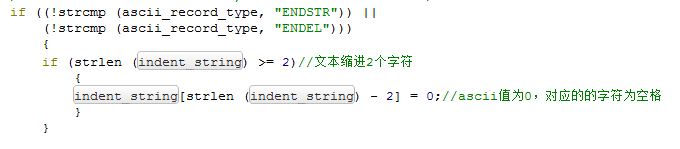 if ((!strcmp (ascii_record_type, "ENDSTR")) ||
(!strcmp (ascii_record_type, "ENDEL")))
{
if (strlen (indent_string) >= 2)//文本缩进2个字符
{
indent_string[strlen (indent_string) - 2] = 0;//ascii值为0，对应的的字符为空格
}
}